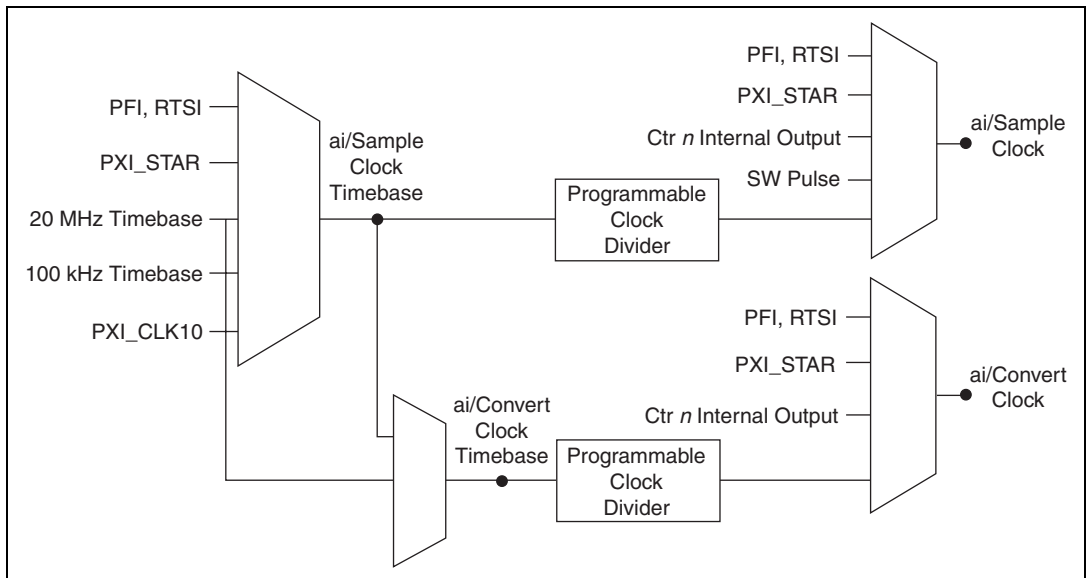 PFI, RTSI
PXI_STAR
20 MHz Timebase
100 kHz Timebase
PXI_CLK10
ai/Sample
Clock
Timebase
Programmable
Clock
Divider
PFI, RTSI
PXI_STAR
Ctr n Internal Output
SW Pulse
ai/Sample
Clock
ai/Convert
Clock
Timebase
Programmable
Clock
Divider
PFI, RTSI
PXI_STAR
Ctr n Internal Output
ai/Convert
Clock